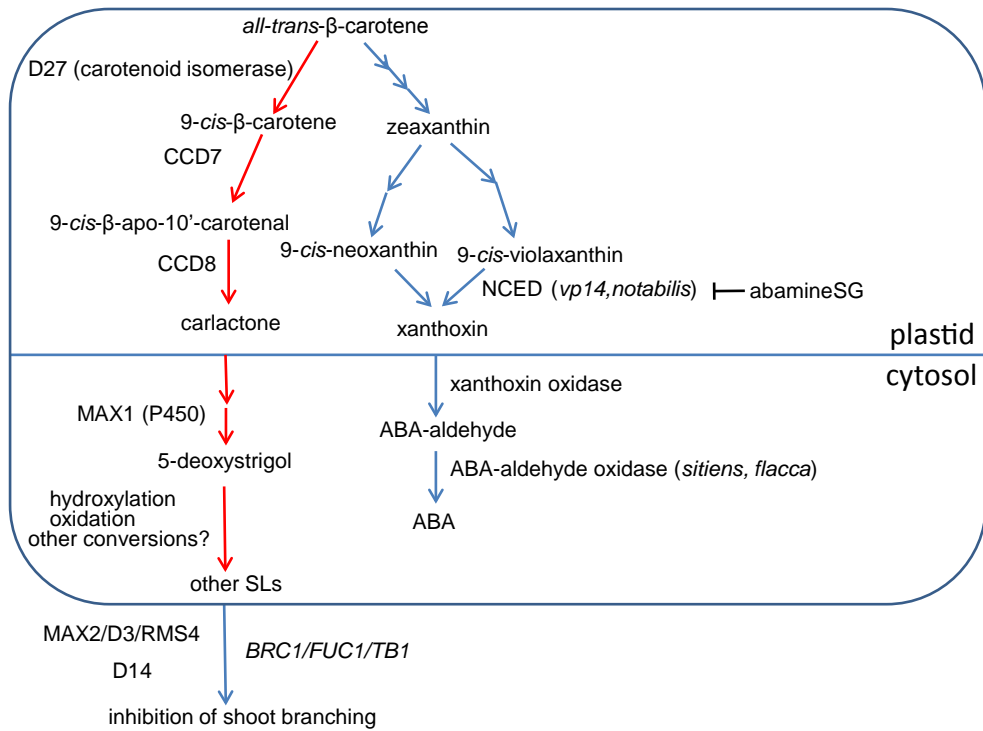 all-trans-β-carotene
D27 (carotenoid isomerase)
9-cis-β-carotene
zeaxanthin
CCD7
9-cis-β-apo-10’-carotenal
9-cis-neoxanthin
9-cis-violaxanthin
CCD8
NCED (vp14,notabilis)
abamineSG
carlactone
xanthoxin
plastid
cytosol
xanthoxin oxidase
MAX1 (P450)
ABA-aldehyde
5-deoxystrigol
ABA-aldehyde oxidase (sitiens, flacca)
hydroxylation
oxidation
other conversions?
ABA
other SLs
MAX2/D3/RMS4
BRC1/FUC1/TB1
D14
inhibition of shoot branching